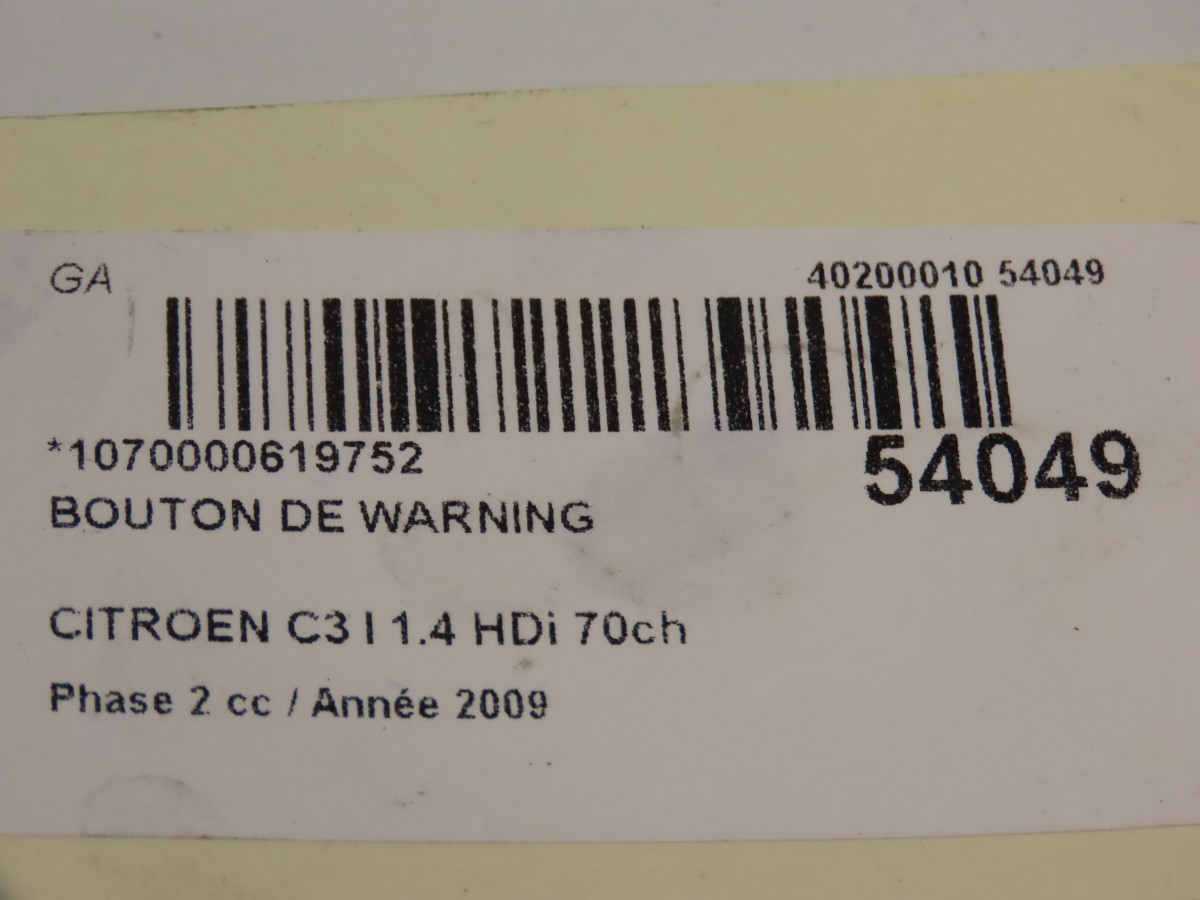 GA
40200010 54049
*1070000619752
54049
BOUTON DE WARNING
CITROEN C3 I 1.4 HDi 70ch
Phase 2 cc / Année 2009